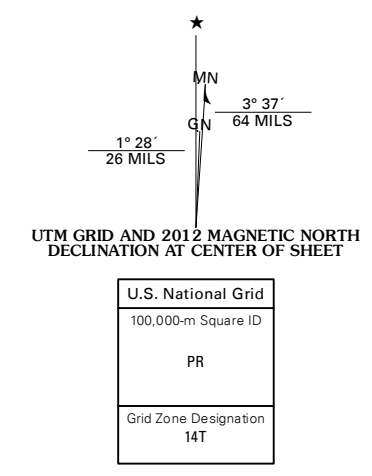 ★
MN
GN
3° 37´
64 MILS
1° 28´
26 MILS
UTM GRID AND 2012 MAGNETIC NORTH
DECLINATION AT CENTER OF SHEET
U.S. National Grid
100,000-m Square ID
PR
Grid Zone Designation
14T